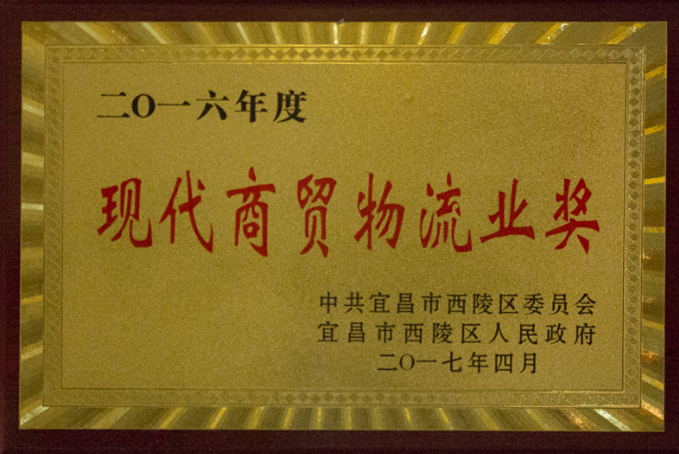 二〇一六年度
现代商贸物流业奖
中共宜昌市西陵区委员会
宜昌市西陵区人民政府
二〇一七年四月